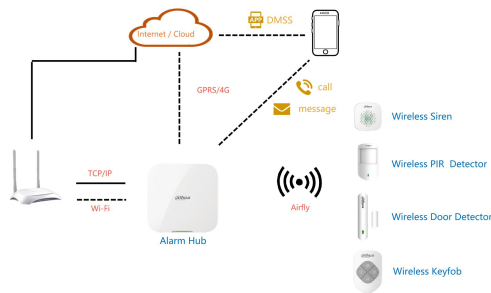 APP DMSS
Internet / Cloud
GPRS/4G
call
message
Wireless Siren
Wireless PIR Detector
TCP/IP
Wi-Fi
alhua
Airfly
Wireless Door Detector
Alarm Hub
Wireless Keyfob